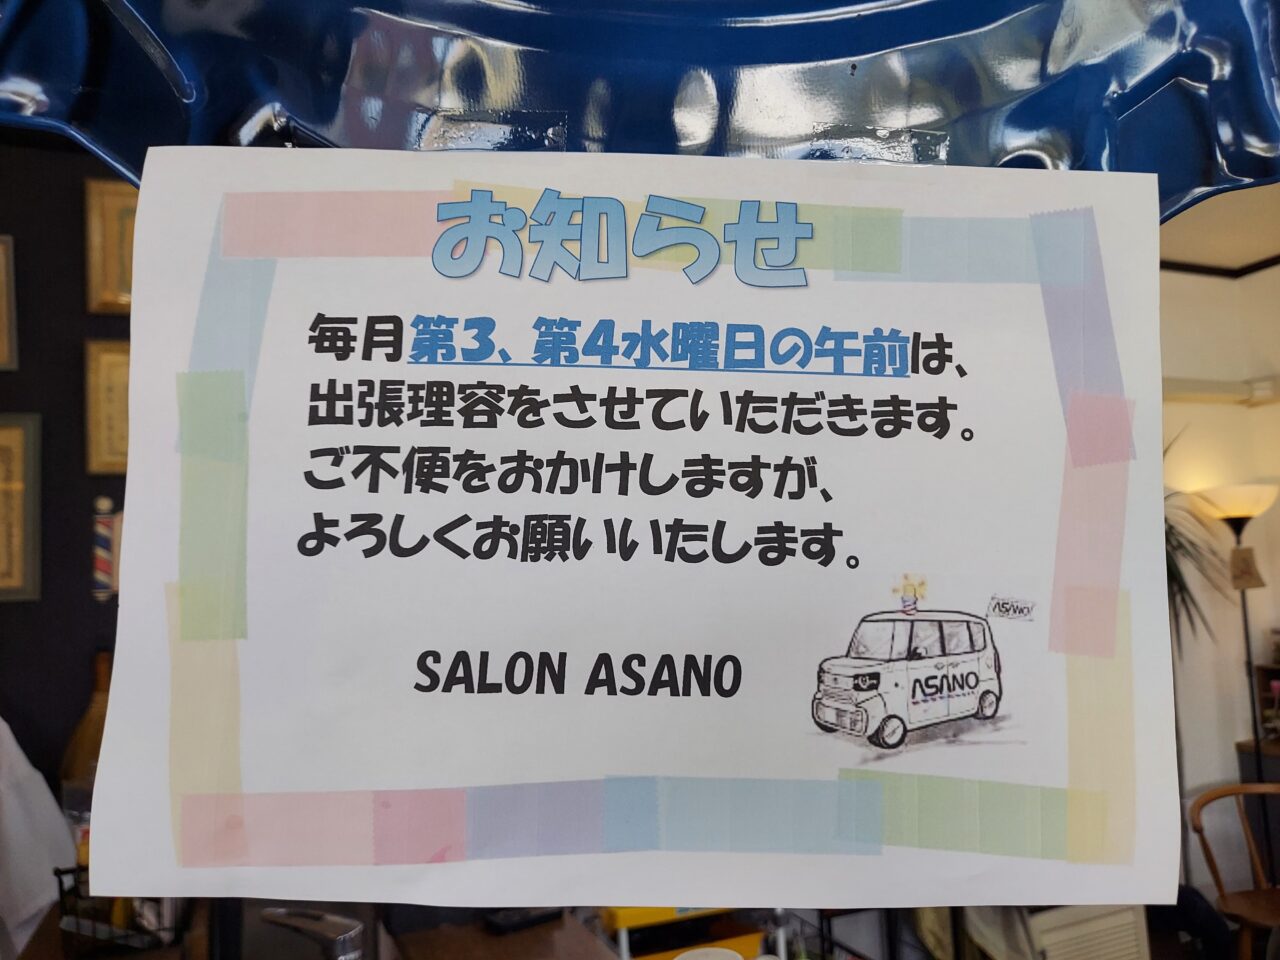 お知らせ
毎月第3、第4水曜日の午前は、
出張理容をさせていただきます。
ご不便をおかけしますが、
よろしくお願いいたします。
SALON ASANO
ASANO
ASANO